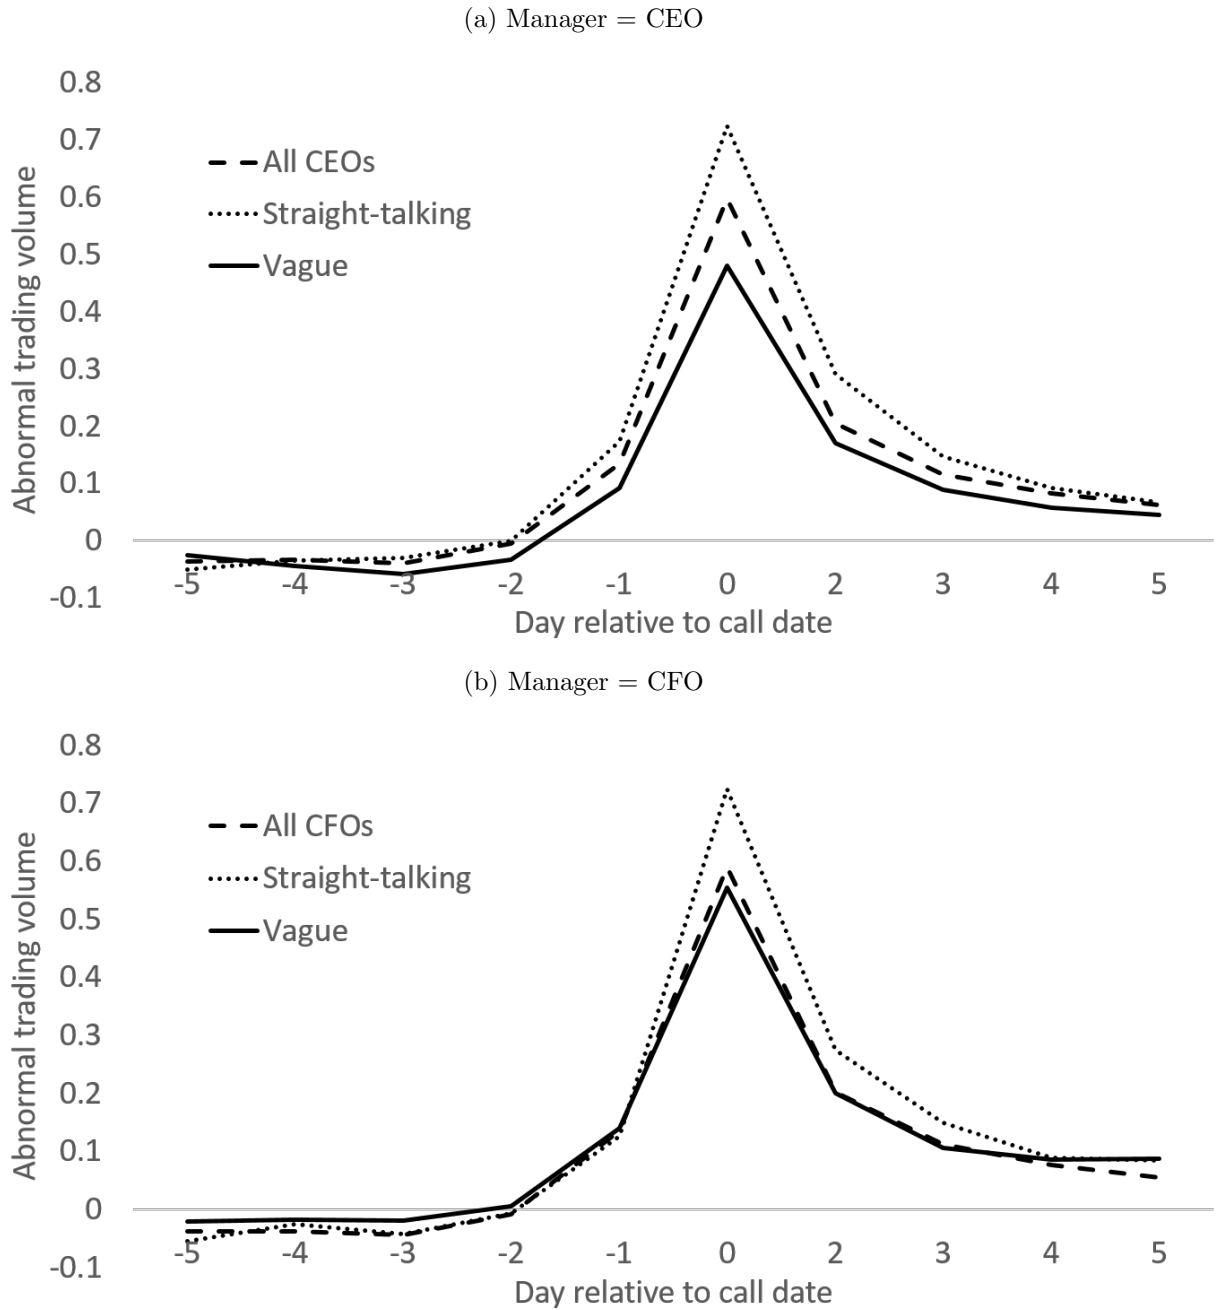 (a) Manager = CEO
0.8
0.7
0.6
0.5
0.4
0.3
0.2
0.1
0
-0.1
Abnormal trading volume
All CEOs
Straight-talking
Vague
-5 -4 -3 -2 -1 0 2 3 4 5
Day relative to call date
(b) Manager = CFO
0.8
0.7
0.6
0.5
0.4
0.3
0.2
0.1
0
-0.1
Abnormal trading volume
All CFOs
Straight-talking
Vague
-5 -4 -3 -2 -1 0 2 3 4 5
Day relative to call date